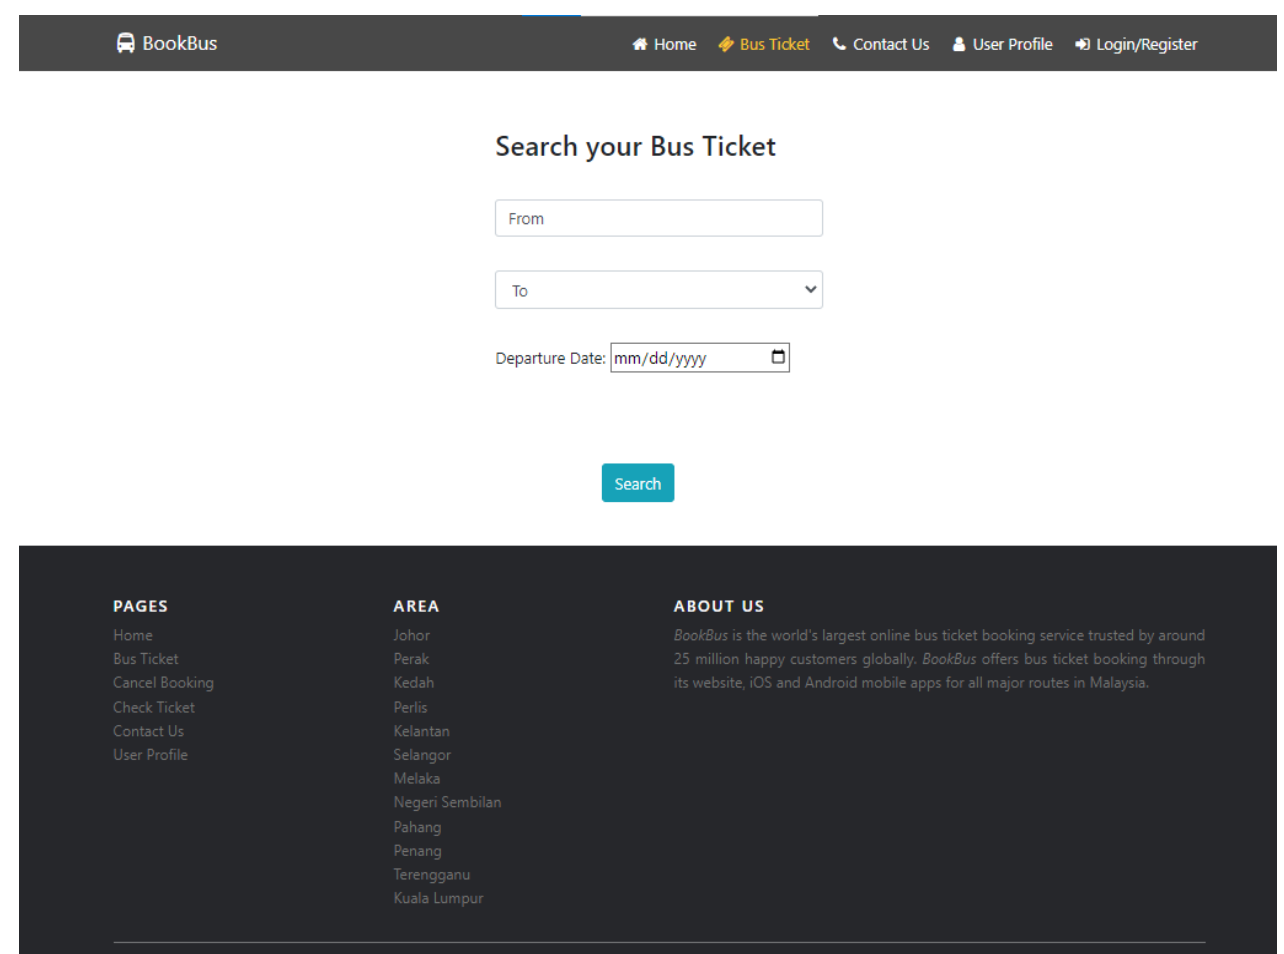 BookBus
Home Bus Ticket Contact Us User Profile Login/Register
Search your Bus Ticket
From
To
Departure Date: mm/dd/yyyy
Search
PAGES
Home
Bus Ticket
Cancel Booking
Check Ticket
Contact Us
User Profile
AREA
Johor
Perak
Kedah
Perlis
Kelantan
Selangor
Melaka
Negeri Sembilan
Pahang
Penang
Terengganu
Kuala Lumpur
ABOUT US
BookBus is the world's largest online bus ticket booking service trusted by around
25 million happy customers globally. BookBus offers bus ticket booking through
its website, iOS and Android mobile apps for all major routes in Malaysia.